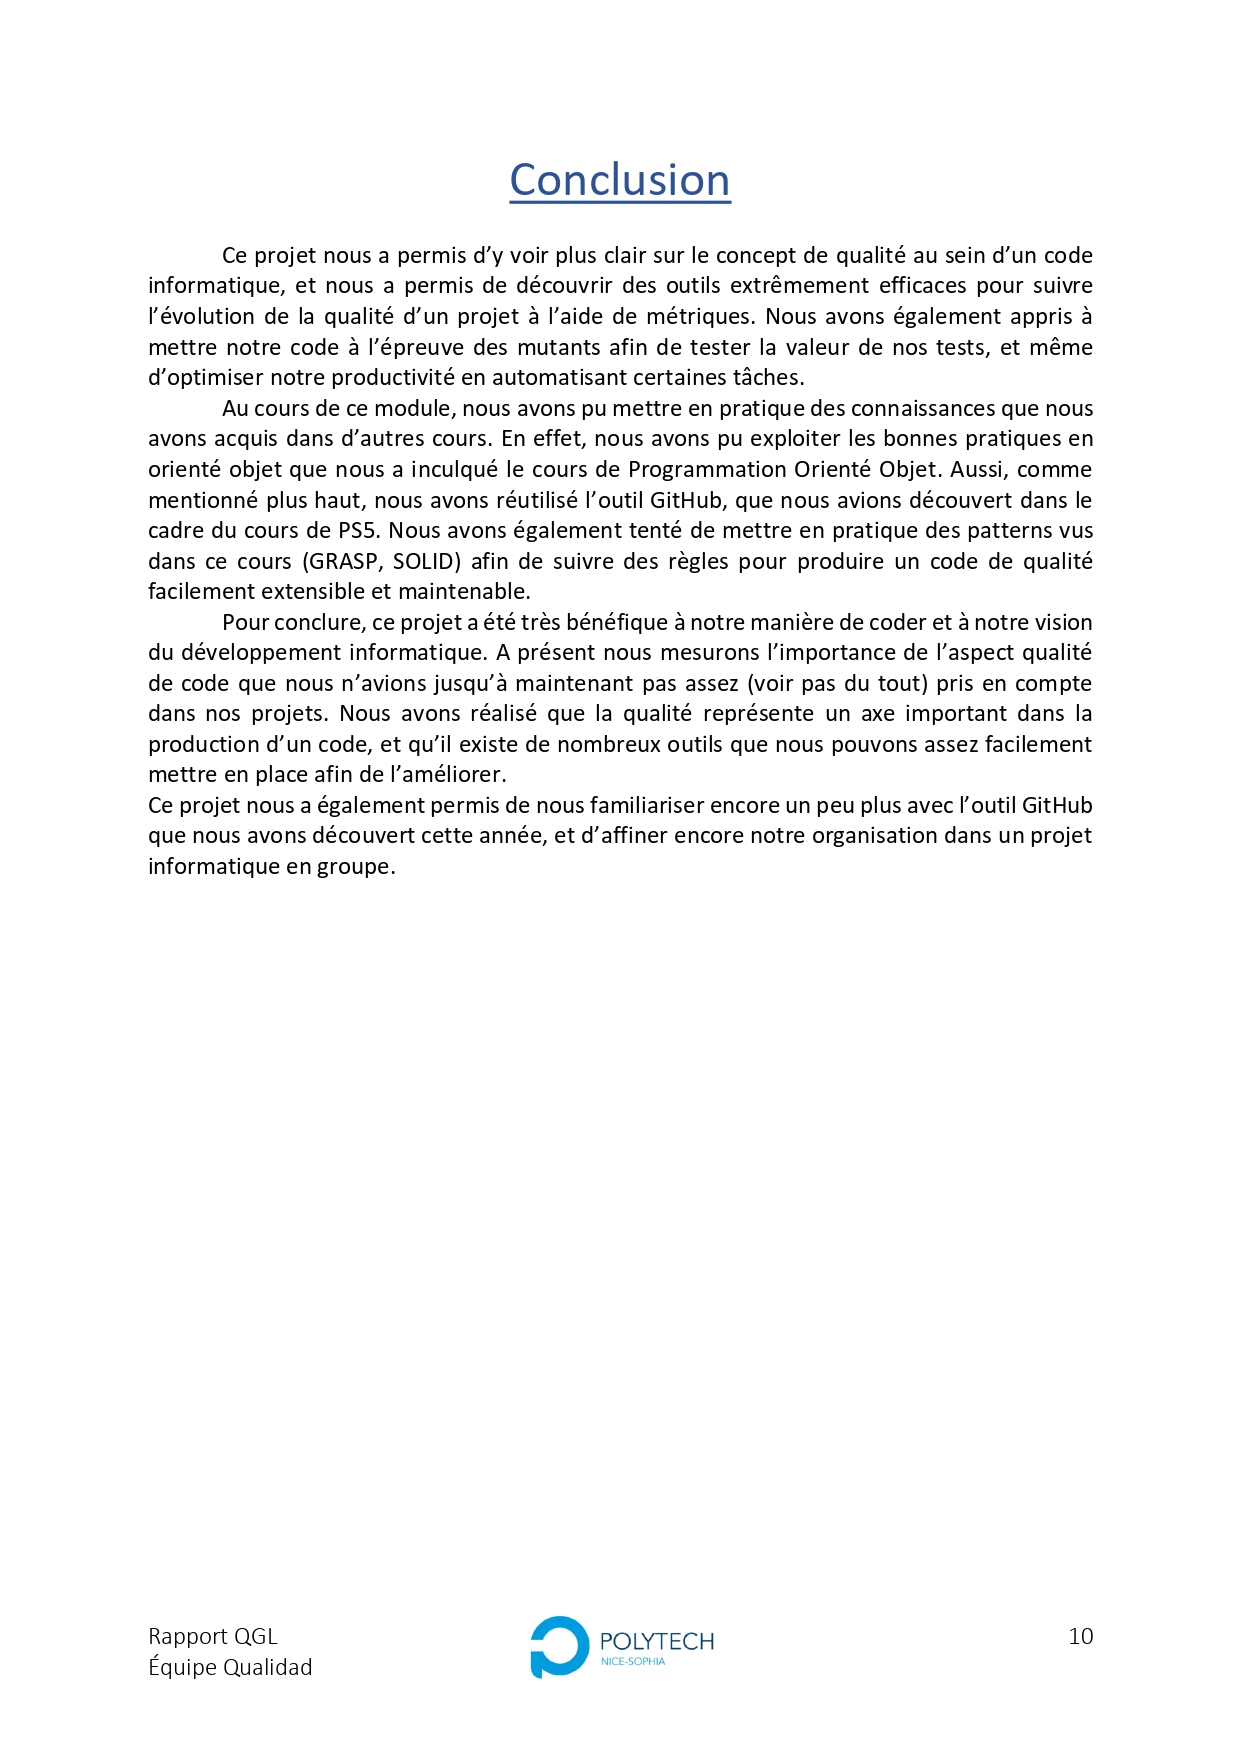 Conclusion
Ce projet nous a permis d’y voir plus clair sur le concept de qualité au sein d’un code
informatique, et nous a permis de découvrir des outils extrêmement efficaces pour suivre
l’évolution de la qualité d’un projet à l’aide de métriques. Nous avons également appris à
mettre notre code à l’épreuve des mutants afin de tester la valeur de nos tests, et même
d’optimiser notre productivité en automatisant certaines tâches.
Au cours de ce module, nous avons pu mettre en pratique des connaissances que nous
avons acquis dans d’autres cours. En effet, nous avons pu exploiter les bonnes pratiques en
orienté objet que nous a inculqué le cours de Programmation Orienté Objet. Aussi, comme
mentionné plus haut, nous avons réutilisé l’outil GitHub, que nous avions découvert dans le
cadre du cours de PS5. Nous avons également tenté de mettre en pratique des patterns vus
dans ce cours (GRASP, SOLID) afin de suivre des règles pour produire un code de qualité
facilement extensible et maintenable.
Pour conclure, ce projet a été très bénéfique à notre manière de coder et à notre vision
du développement informatique. A présent nous mesurons l’importance de l’aspect qualité
de code que nous n’avions jusqu’à maintenant pas assez (voir pas du tout) pris en compte
dans nos projets. Nous avons réalisé que la qualité représente un axe important dans la
production d’un code, et qu’il existe de nombreux outils que nous pouvons assez facilement
mettre en place afin de l’améliorer.
Ce projet nous a également permis de nous familiariser encore un peu plus avec l’outil GitHub
que nous avons découvert cette année, et d’affiner encore notre organisation dans un projet
informatique en groupe.
Rapport QGL
Équipe Qualidad
POLYTECH
NICE-SOPHIA
10